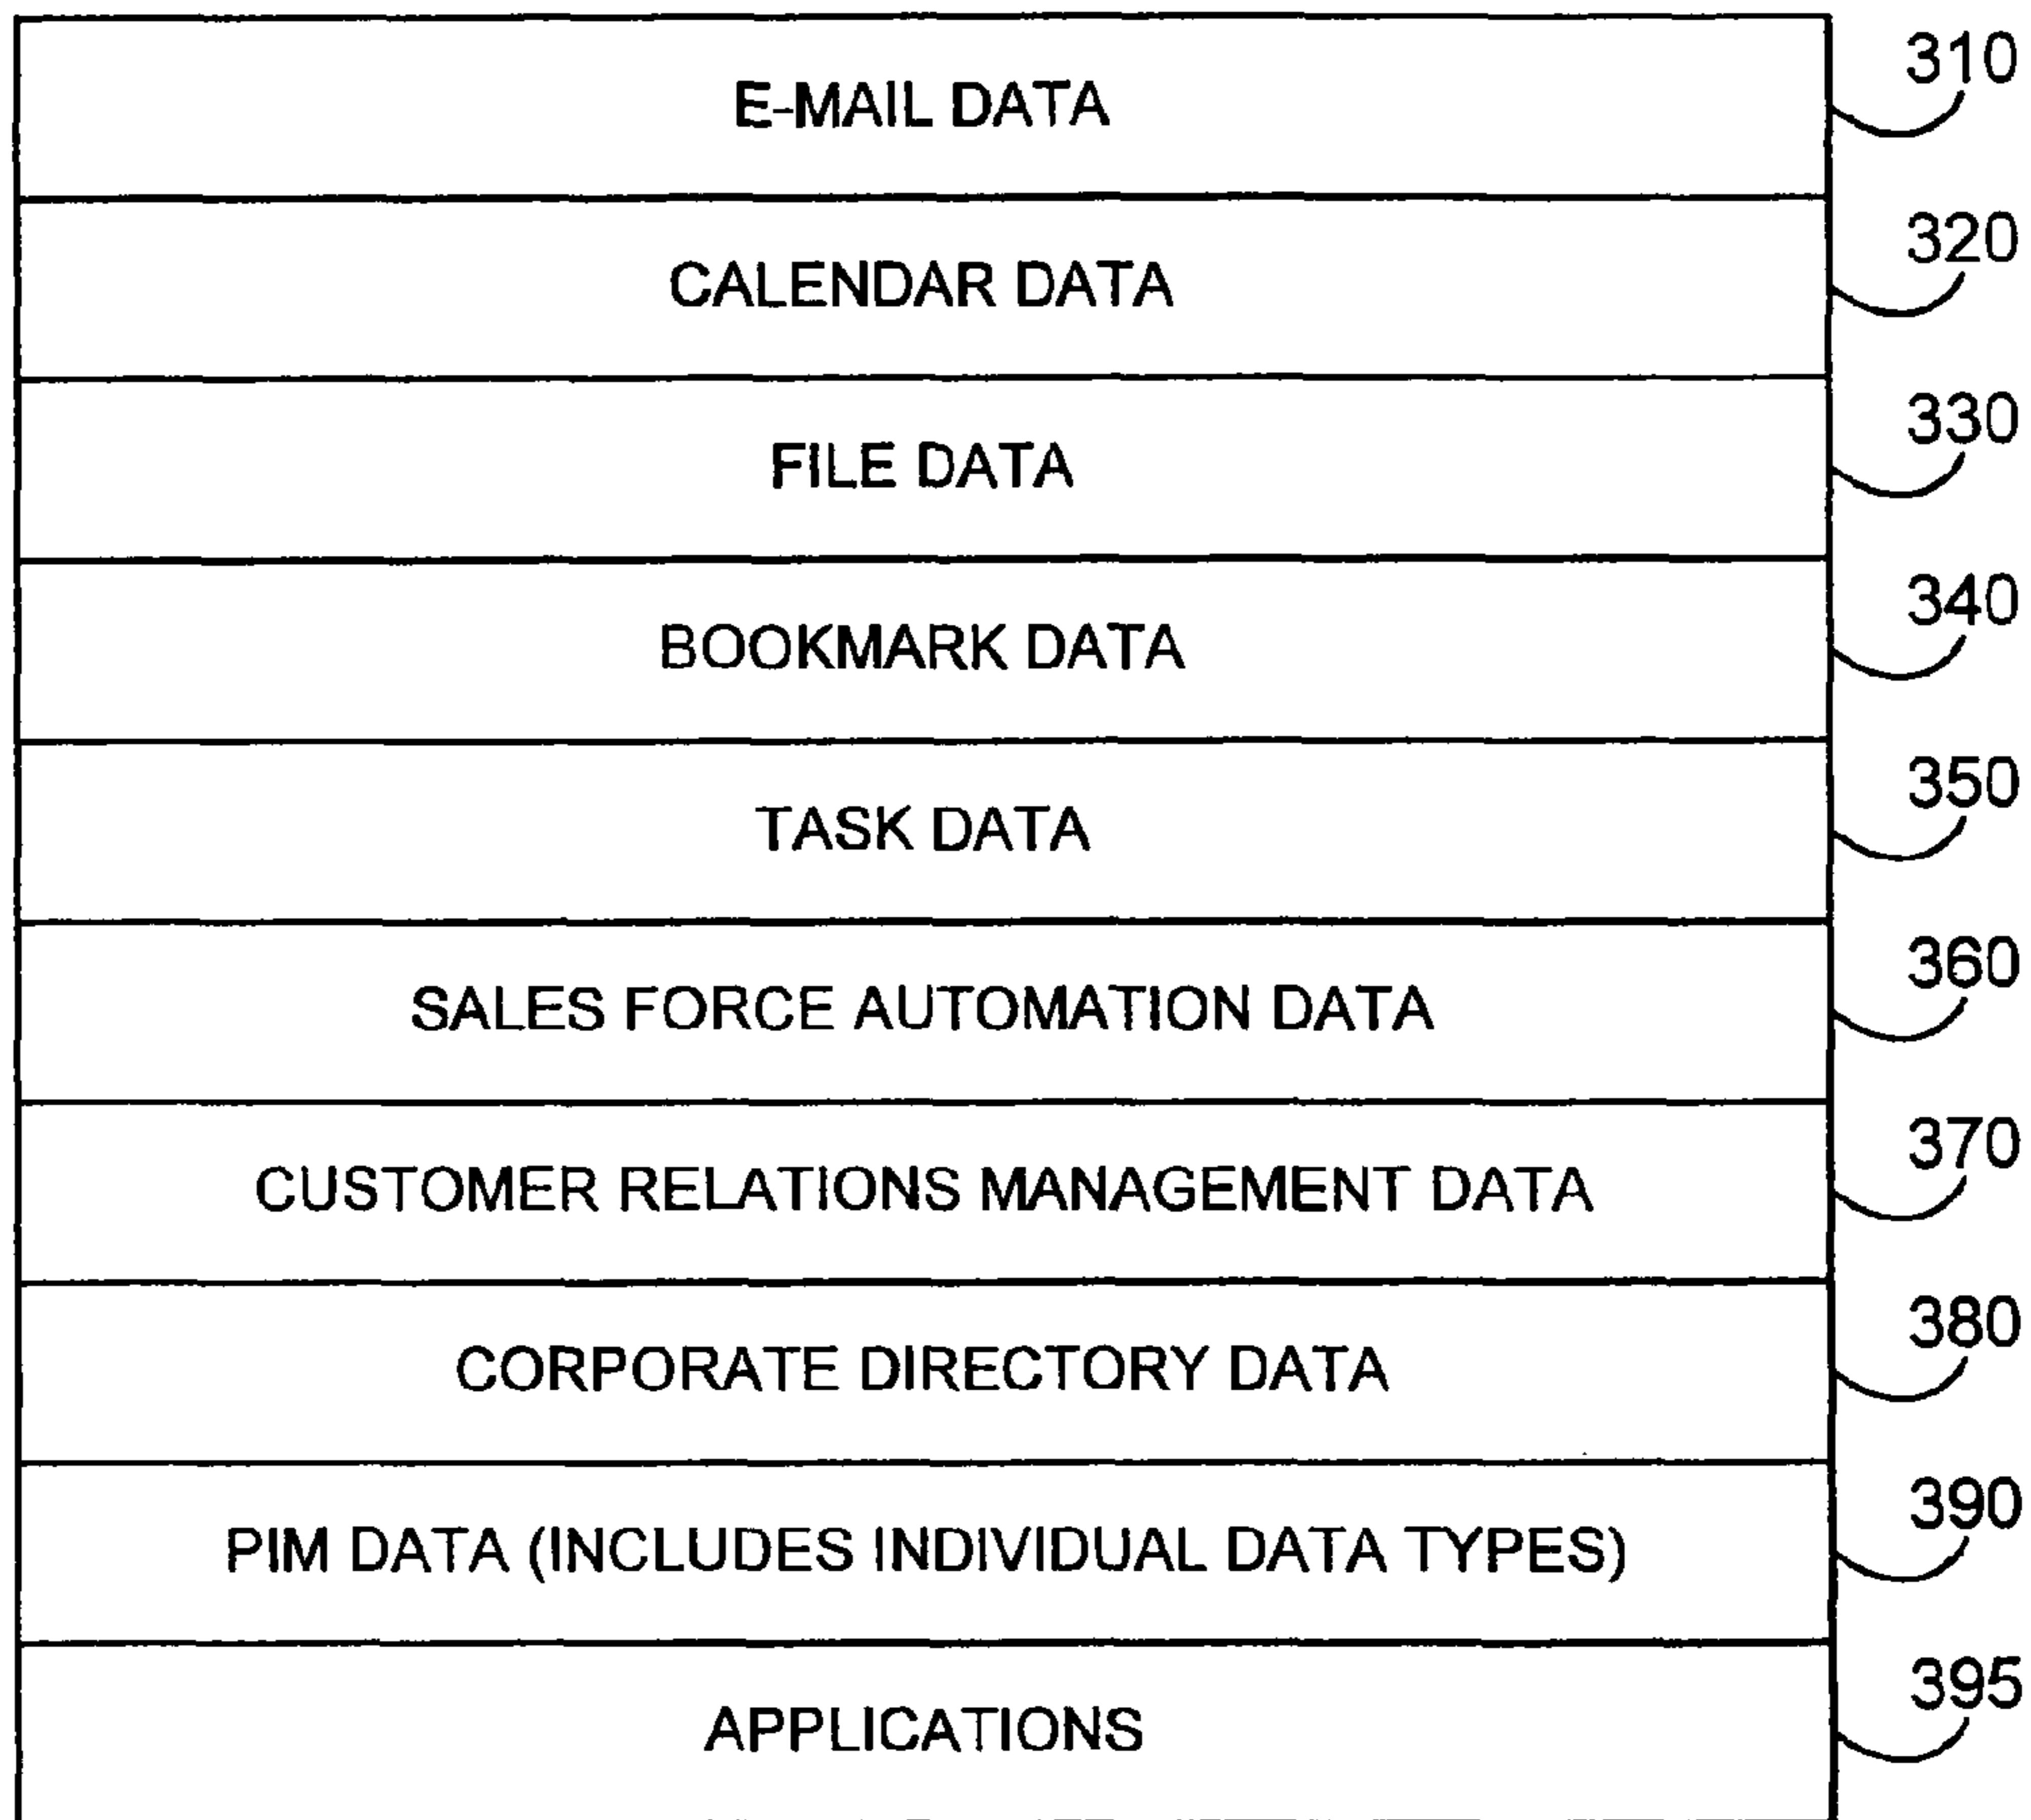 E-MAIL DATA 310
CALENDAR DATA 320
FILE DATA 330
BOOKMARK DATA 340
TASK DATA 350
SALES FORCE AUTOMATION DATA 360
CUSTOMER RELATIONS MANAGEMENT DATA 370
CORPORATE DIRECTORY DATA 380
PIM DATA (INCLUDES INDIVIDUAL DATA TYPES) 390
APPLICATIONS 395